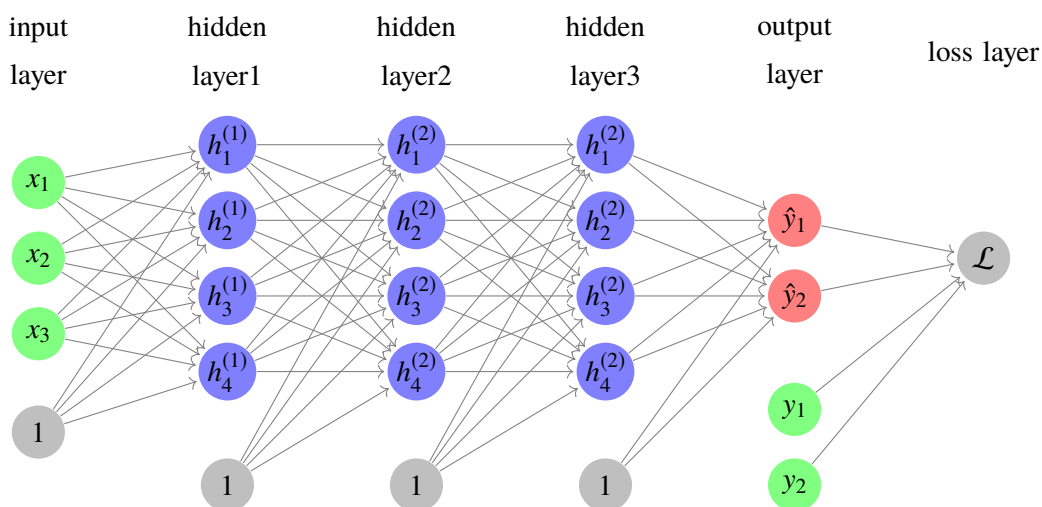 input layer
hidden layer1
hidden layer2
hidden layer3
output layer
loss layer
x₁
x₂
x₃
1
h₁⁽¹⁾
h₂⁽¹⁾
h₃⁽¹⁾
h₄⁽¹⁾
1
h₁⁽²⁾
h₂⁽²⁾
h₃⁽²⁾
h₄⁽²⁾
1
h₁⁽²⁾
h₂⁽²⁾
h₃⁽²⁾
h₄⁽²⁾
1
ŷ₁
ŷ₂
y₁
y₂
ℒ